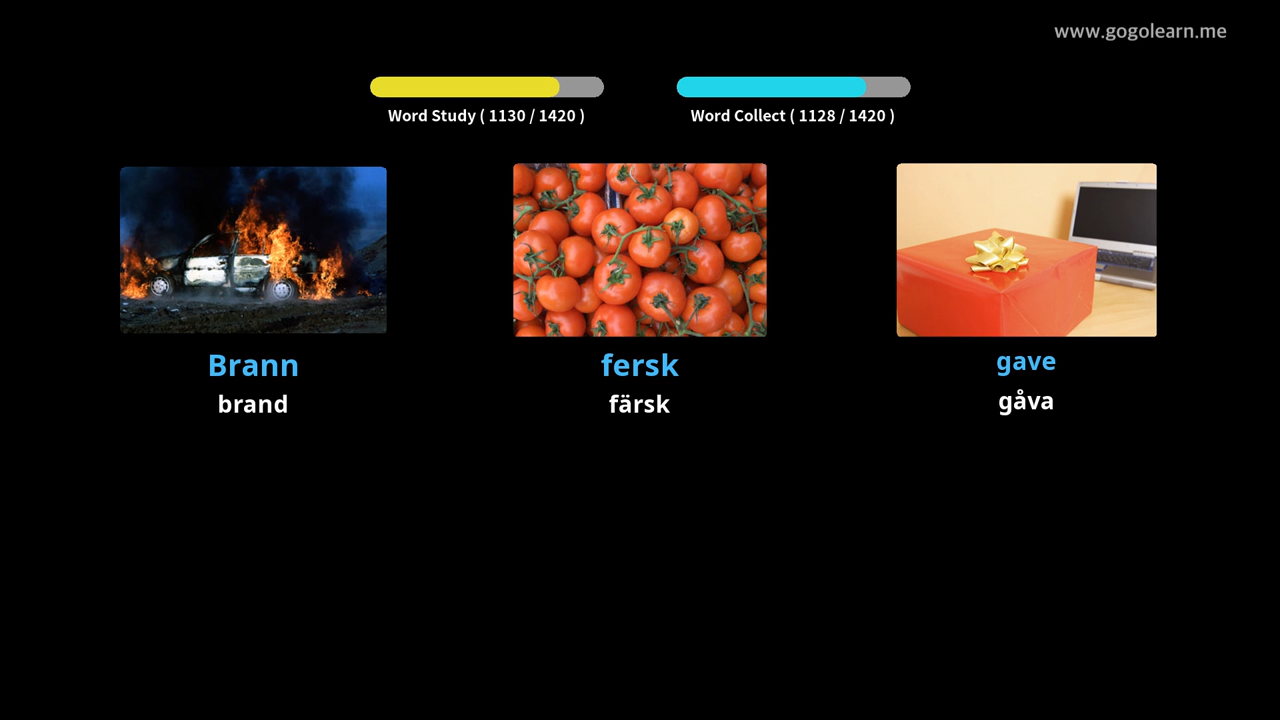 www.gogolearn.me
Word Study ( 1130 / 1420 )
Word Collect ( 1128 / 1420 )
Brann
brand
fersk
färsk
gave
gåva